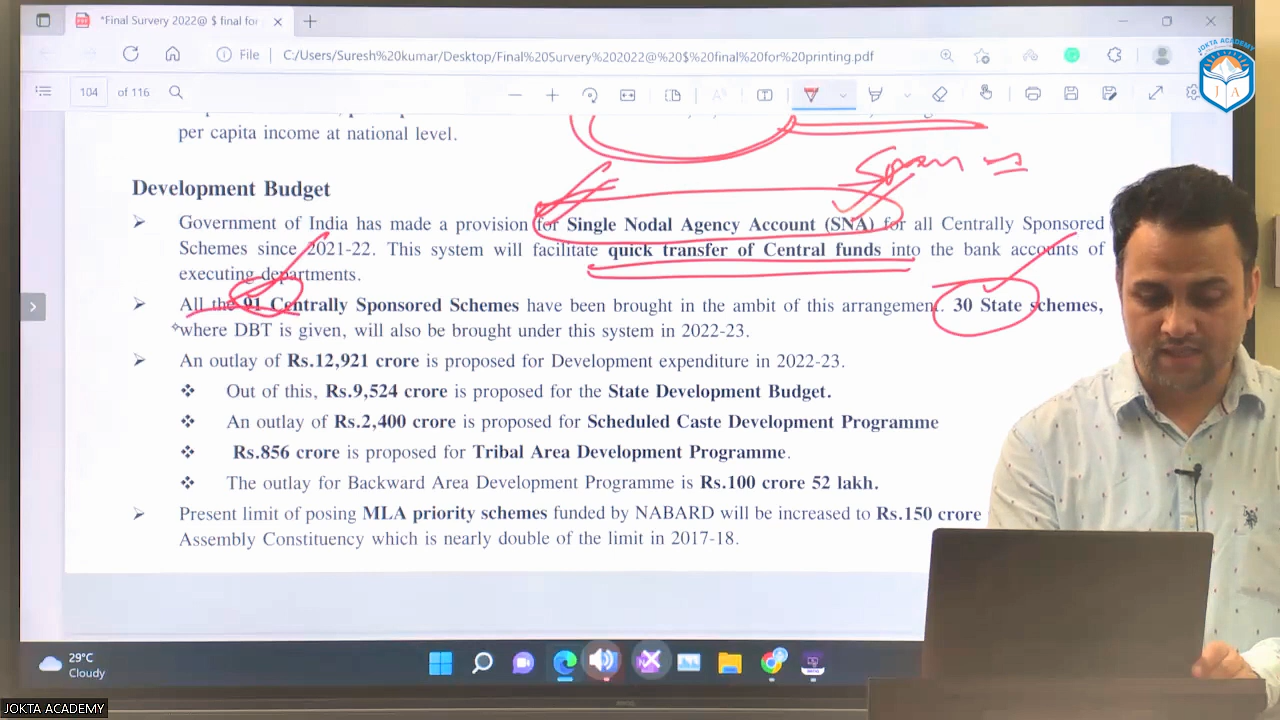 *Final Survery 2022@ $ final for
File
C:/Users/Suresh%20kumar/Desktop/Final%20Survery%202022@%20$%20final%20for%20printing.pdf
JOKTA ACADEMY
J A
104 of 116
per capita income at national level.
Span
Development Budget
Government of India has made a provision for Single Nodal Agency Account (SNA) for all Centrally Sponsored
Schemes since 2021-22. This system will facilitate quick transfer of Central funds into the bank accounts of
executing departments.
All the 91 Centrally Sponsored Schemes have been brought in the ambit of this arrangement. 30 State schemes,
where DBT is given, will also be brought under this system in 2022-23.
An outlay of Rs.12,921 crore is proposed for Development expenditure in 2022-23.
Out of this, Rs.9,524 crore is proposed for the State Development Budget.
An outlay of Rs.2,400 crore is proposed for Scheduled Caste Development Programme
Rs.856 crore is proposed for Tribal Area Development Programme.
The outlay for Backward Area Development Programme is Rs.100 crore 52 lakh.
Present limit of posing MLA priority schemes funded by NABARD will be increased to Rs.150 crore
Assembly Constituency which is nearly double of the limit in 2017-18.
29°C
Cloudy
JOKTA ACADEMY